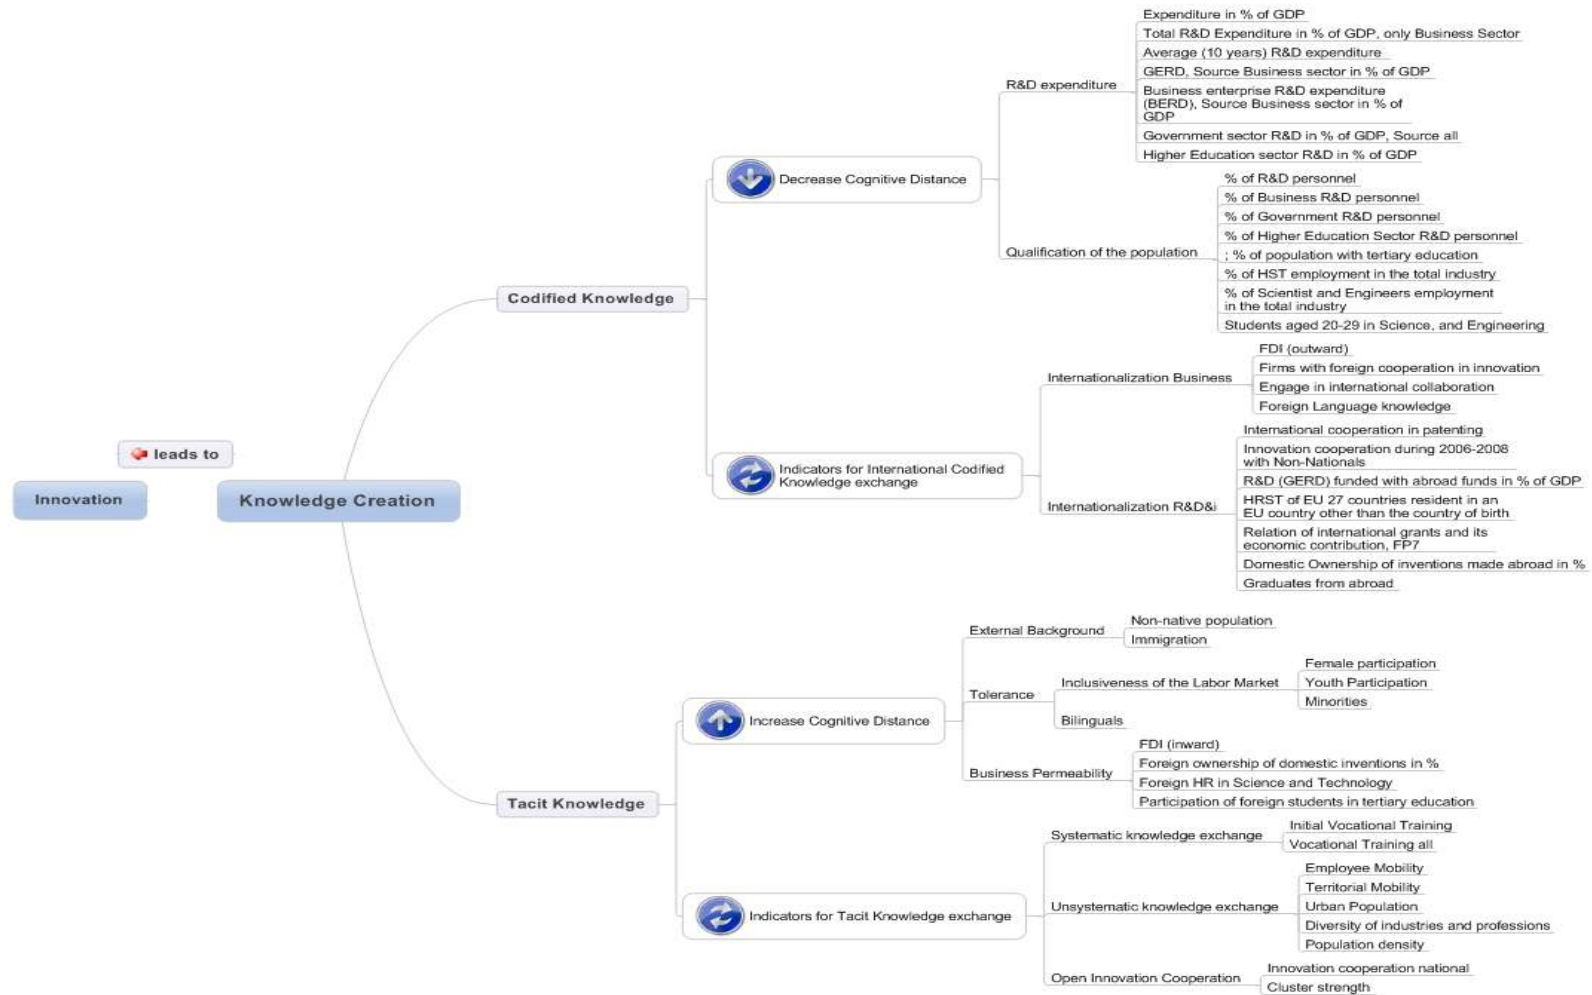 Innovation
leads to
Knowledge Creation
Codified Knowledge
Decrease Cognitive Distance
R&D expenditure
Expenditure in % of GDP
Total R&D Expenditure in % of GDP, only Business Sector
Average (10 years) R&D expenditure
GERD, Source Business sector in % of GDP
Business enterprise R&D expenditure
(BERD), Source Business sector in % of
GDP
Government sector R&D in % of GDP, Source all
Higher Education sector R&D in % of GDP
Qualification of the population
% of R&D personnel
% of Business R&D personnel
% of Government R&D personnel
% of Higher Education Sector R&D personnel
; % of population with tertiary education
% of HST employment in the total industry
% of Scientist and Engineers employment
in the total industry
Students aged 20-29 in Science, and Engineering
Indicators for International Codified
Knowledge exchange
Internationalization Business
FDI (outward)
Firms with foreign cooperation in innovation
Engage in international collaboration
Foreign Language knowledge
Internationalization R&D&i
International cooperation in patenting
Innovation cooperation during 2006-2008
with Non-Nationals
R&D (GERD) funded with abroad funds in % of GDP
HRST of EU 27 countries resident in an
EU country other than the country of birth
Relation of international grants and its
economic contribution, FP7
Domestic Ownership of inventions made abroad in %
Graduates from abroad
Tacit Knowledge
Increase Cognitive Distance
External Background
Non-native population
Immigration
Tolerance
Inclusiveness of the Labor Market
Female participation
Youth Participation
Minorities
Bilinguals
Business Permeability
FDI (inward)
Foreign ownership of domestic inventions in %
Foreign HR in Science and Technology
Participation of foreign students in tertiary education
Indicators for Tacit Knowledge exchange
Systematic knowledge exchange
Initial Vocational Training
Vocational Training all
Unsystematic knowledge exchange
Employee Mobility
Territorial Mobility
Urban Population
Diversity of industries and professions
Population density
Open Innovation Cooperation
Innovation cooperation national
Cluster strength